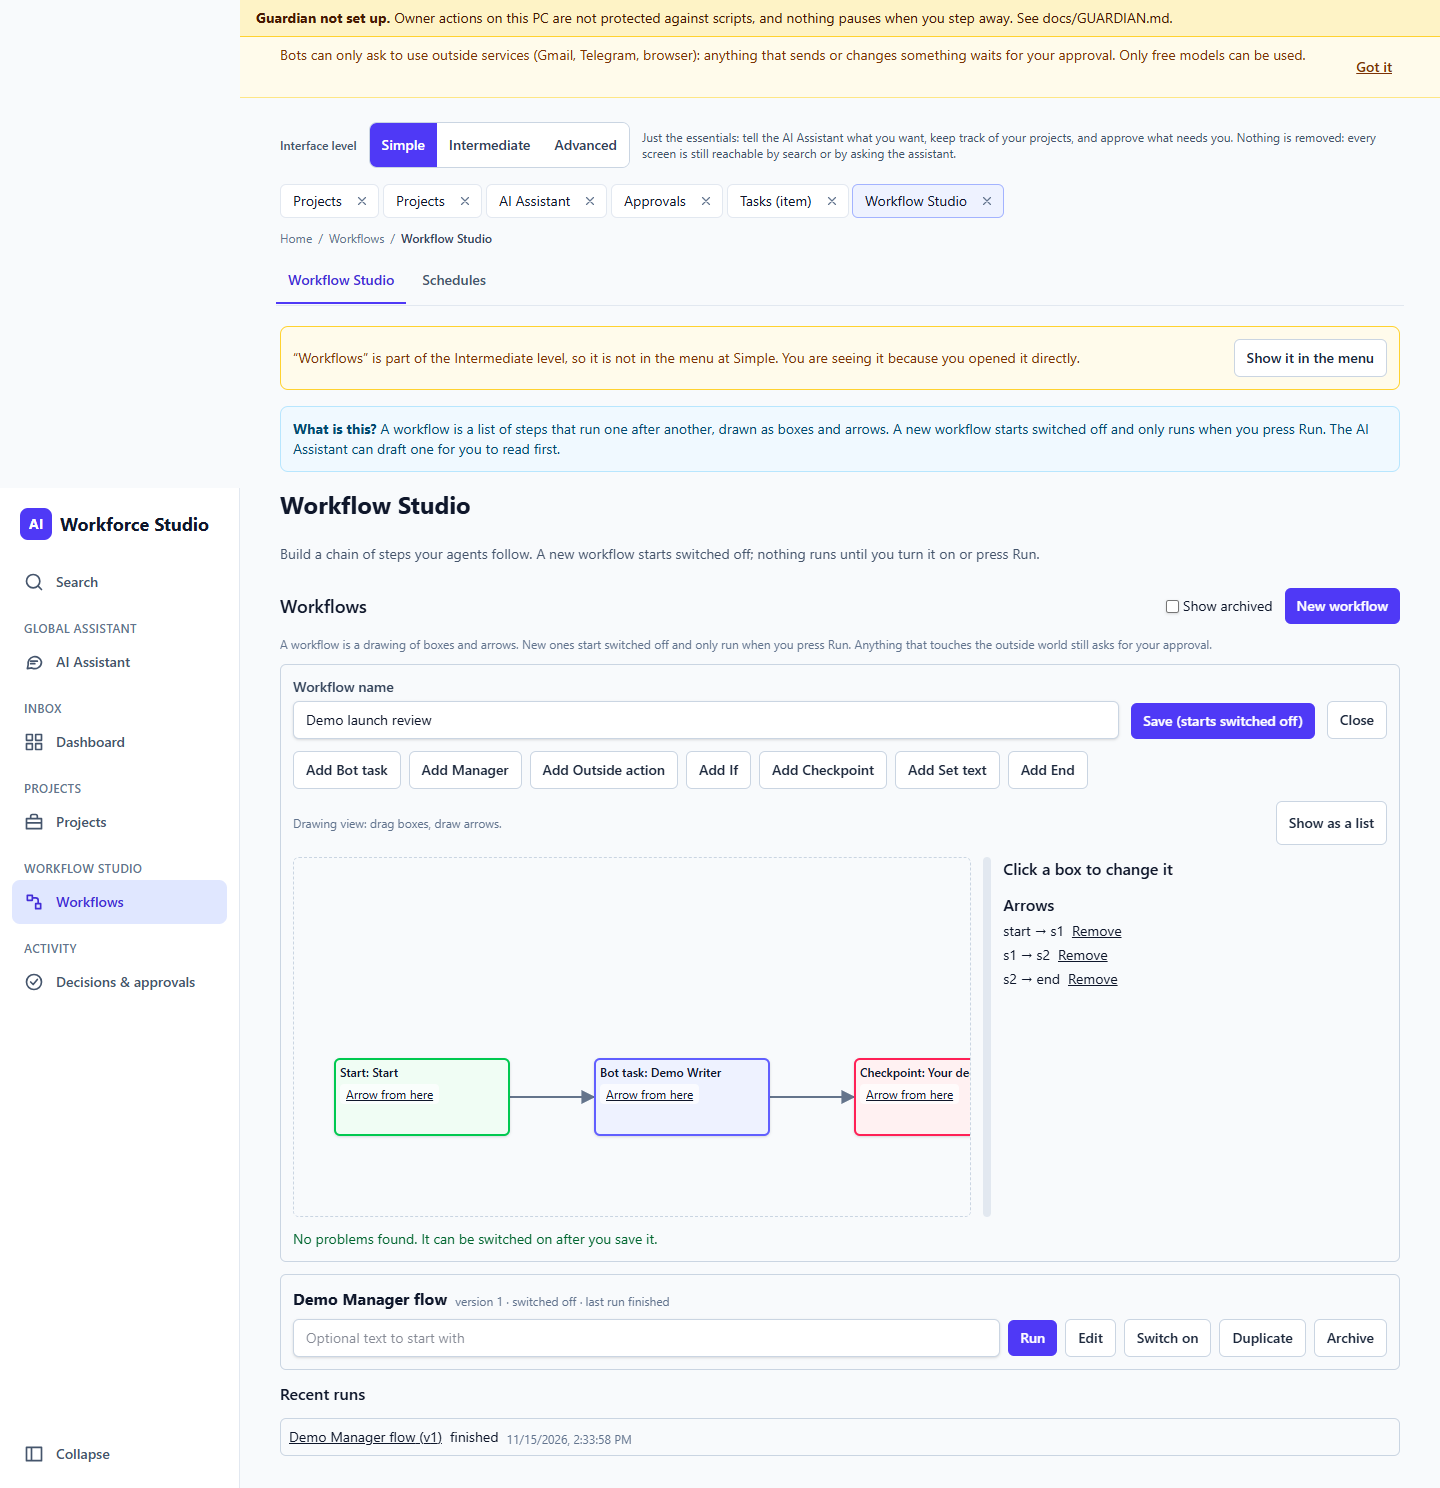 Guardian not set up. Owner actions on this PC are not protected against scripts, and nothing pauses when you step away. See docs/GUARDIAN.md.
Bots can only ask to use outside services (Gmail, Telegram, browser): anything that sends or changes something waits for your approval. Only free models can be used.
Got it
Interface level
Simple
Intermediate
Advanced
Just the essentials: tell the AI Assistant what you want, keep track of your projects, and approve what needs you. Nothing is removed: every
screen is still reachable by search or by asking the assistant.
Projects ×
Projects ×
AI Assistant ×
Approvals ×
Tasks (item) ×
Workflow Studio ×
Home / Workflows / Workflow Studio
Workflow Studio
Schedules
“Workflows” is part of the Intermediate level, so it is not in the menu at Simple. You are seeing it because you opened it directly.
Show it in the menu
What is this? A workflow is a list of steps that run one after another, drawn as boxes and arrows. A new workflow starts switched off and only runs when you press Run. The AI
Assistant can draft one for you to read first.
AI Workforce Studio
Search
GLOBAL ASSISTANT
AI Assistant
INBOX
Dashboard
PROJECTS
Projects
WORKFLOW STUDIO
Workflows
ACTIVITY
Decisions & approvals
Collapse
Workflow Studio
Build a chain of steps your agents follow. A new workflow starts switched off; nothing runs until you turn it on or press Run.
Workflows
Show archived
New workflow
A workflow is a drawing of boxes and arrows. New ones start switched off and only run when you press Run. Anything that touches the outside world still asks for your approval.
Workflow name
Demo launch review
Save (starts switched off)
Close
Add Bot task
Add Manager
Add Outside action
Add If
Add Checkpoint
Add Set text
Add End
Drawing view: drag boxes, draw arrows.
Show as a list
Start: Start
Arrow from here
Bot task: Demo Writer
Arrow from here
Checkpoint: Your de
Arrow from here
Click a box to change it
Arrows
start → s1 Remove
s1 → s2 Remove
s2 → end Remove
No problems found. It can be switched on after you save it.
Demo Manager flow version 1 · switched off · last run finished
Optional text to start with
Run
Edit
Switch on
Duplicate
Archive
Recent runs
Demo Manager flow (v1) finished 11/15/2026, 2:33:58 PM